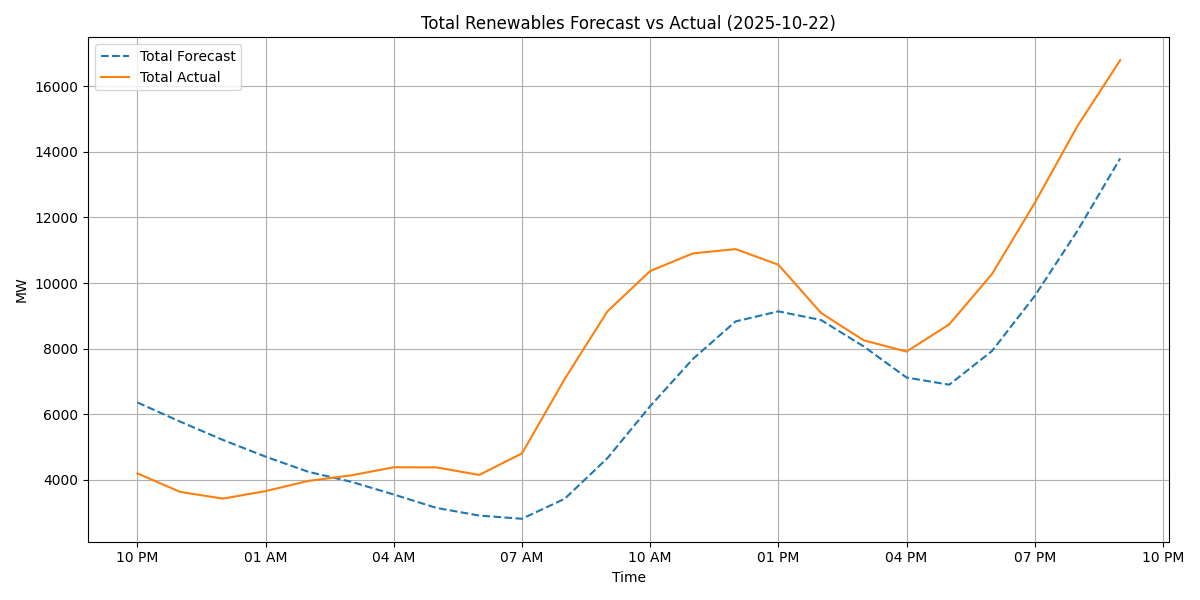 Total Renewables Forecast vs Actual (2025-10-22)
Total Forecast
Total Actual
16000
14000
12000
10000
8000
6000
4000
MW
10 PM
01 AM
04 AM
07 AM
10 AM
01 PM
04 PM
07 PM
10 PM
Time